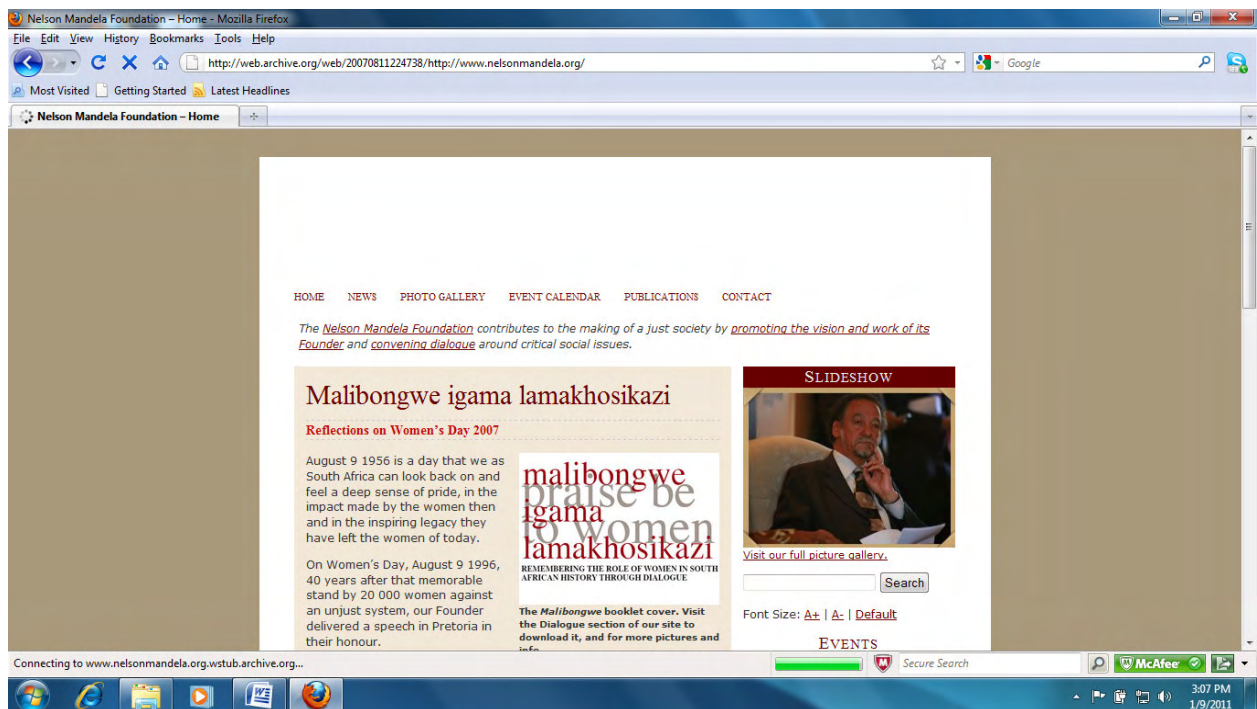 Nelson Mandela Foundation – Home - Mozilla Firefox
File Edit View History Bookmarks Tools Help
http://web.archive.org/web/20070811224738/http://www.nelsonmandela.org/
Google
Most Visited Getting Started Latest Headlines
Nelson Mandela Foundation – Home
HOME NEWS PHOTO GALLERY EVENT CALENDAR PUBLICATIONS CONTACT
The Nelson Mandela Foundation contributes to the making of a just society by promoting the vision and work of its
Founder and convening dialogue around critical social issues.
Malibongwe igama lamakhosikazi
Reflections on Women's Day 2007
August 9 1956 is a day that we as
South Africa can look back on and
feel a deep sense of pride, in the
impact made by the women then
and in the inspiring legacy they
have left the women of today.
On Women's Day, August 9 1996,
40 years after that memorable
stand by 20 000 women against
an unjust system, our Founder
delivered a speech in Pretoria in
their honour.
malibongwe
praise be
igama
to women
lamakhosikazi
REMEMBERING THE ROLE OF WOMEN IN SOUTH
AFRICAN HISTORY THROUGH DIALOGUE
The Malibongwe booklet cover. Visit
the Dialogue section of our site to
download it, and for more pictures and
info
SLIDESHOW
Visit our full picture gallery.
Search
Font Size: A+ | A- | Default
EVENTS
Connecting to www.nelsonmandela.org.wstub.archive.org...
Secure Search
McAfee
3:07 PM
1/9/2011